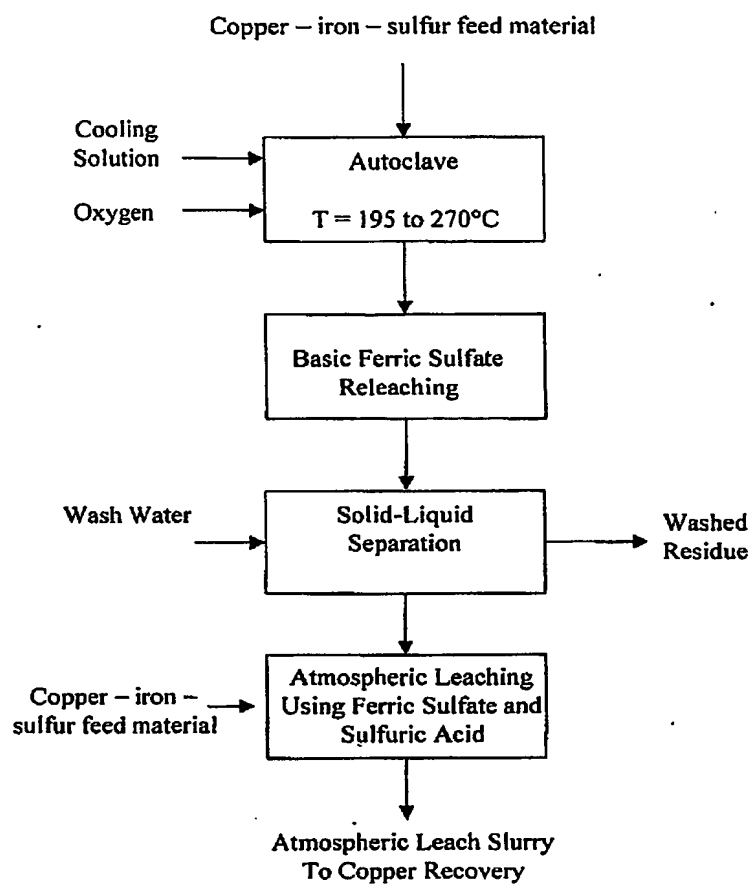 Copper – iron – sulfur feed material
Cooling
Solution
Oxygen
Autoclave
T = 195 to 270°C
Basic Ferric Sulfate
Releaching
Wash Water
Solid-Liquid
Separation
Washed
Residue
Copper – iron –
sulfur feed material
Atmospheric Leaching
Using Ferric Sulfate and
Sulfuric Acid
Atmospheric Leach Slurry
To Copper Recovery